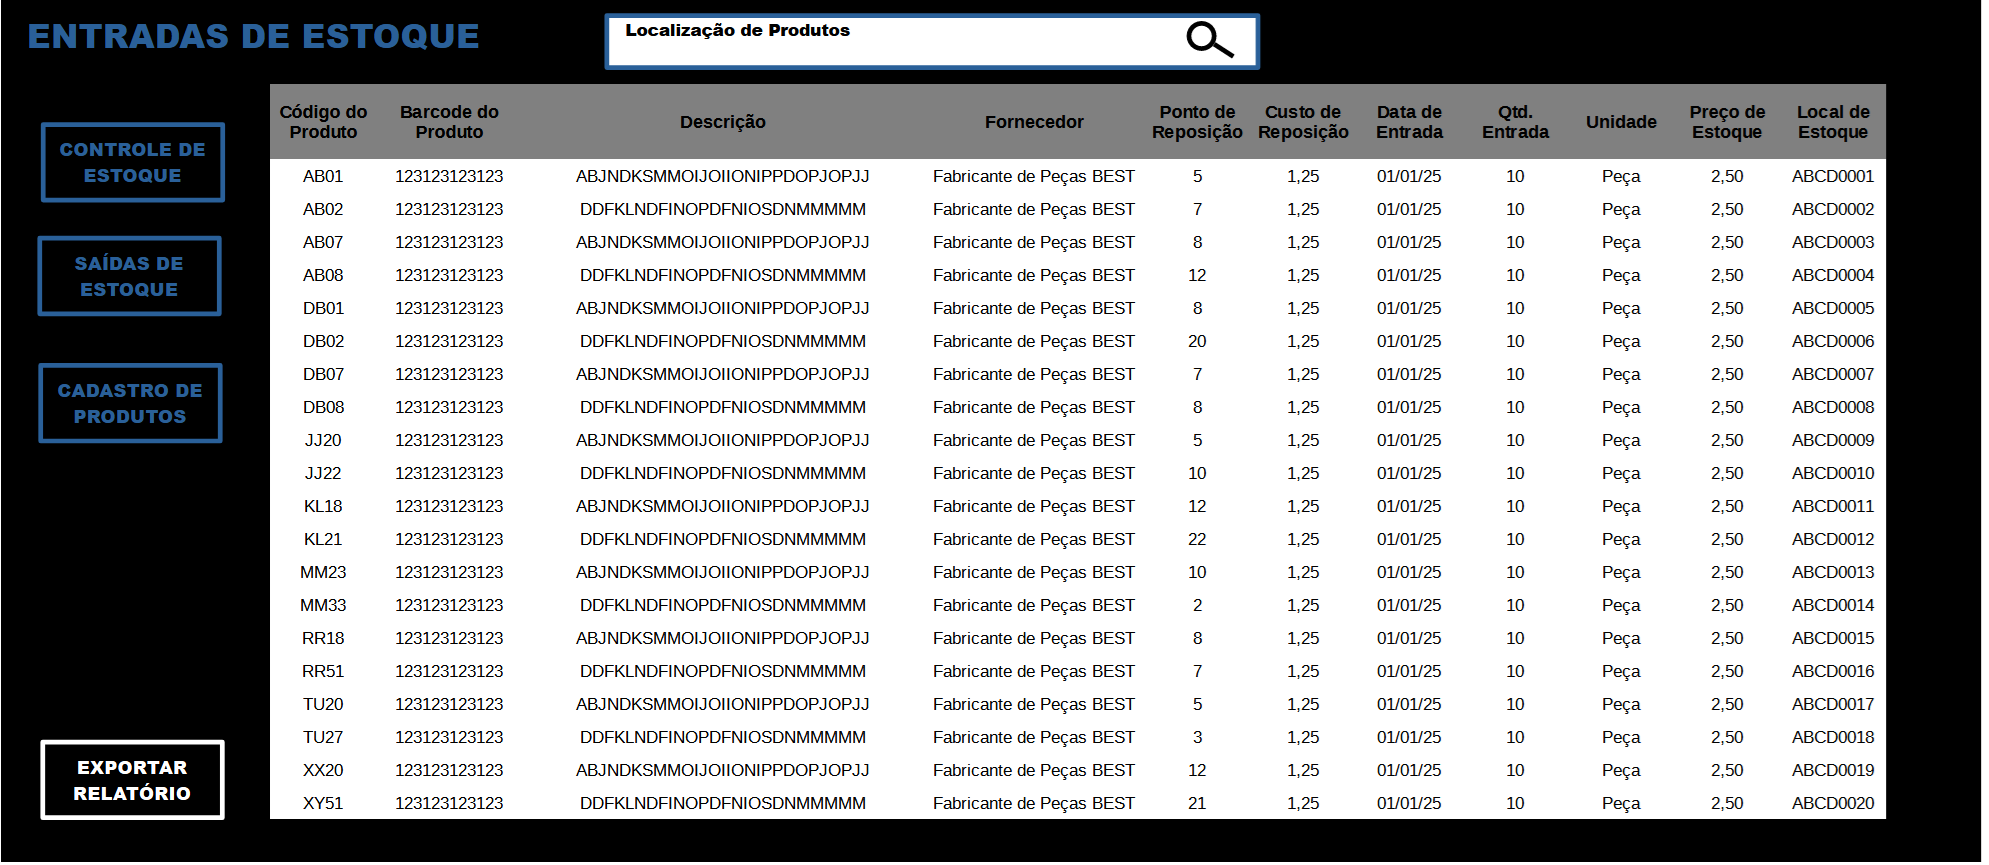 ENTRADAS DE ESTOQUE
Localização de Produtos
CONTROLE DE
ESTOQUE
SAÍDAS DE
ESTOQUE
CADASTRO DE
PRODUTOS
EXPORTAR
RELATÓRIO
Código do Produto Barcode do Produto Descrição Fornecedor Ponto de Reposição Custo de Reposição Data de Entrada Qtd. Entrada Unidade Preço de Estoque Local de Estoque
AB01 123123123123 ABJNDKSMMOIJOIIONIPPDOPJOPJJ Fabricante de Peças BEST 5 1,25 01/01/25 10 Peça 2,50 ABCD0001
AB02 123123123123 DDFKLNDFINOPDFNIOSDNMMMMM Fabricante de Peças BEST 7 1,25 01/01/25 10 Peça 2,50 ABCD0002
AB07 123123123123 ABJNDKSMMOIJOIIONIPPDOPJOPJJ Fabricante de Peças BEST 8 1,25 01/01/25 10 Peça 2,50 ABCD0003
AB08 123123123123 DDFKLNDFINOPDFNIOSDNMMMMM Fabricante de Peças BEST 12 1,25 01/01/25 10 Peça 2,50 ABCD0004
DB01 123123123123 ABJNDKSMMOIJOIIONIPPDOPJOPJJ Fabricante de Peças BEST 8 1,25 01/01/25 10 Peça 2,50 ABCD0005
DB02 123123123123 DDFKLNDFINOPDFNIOSDNMMMMM Fabricante de Peças BEST 20 1,25 01/01/25 10 Peça 2,50 ABCD0006
DB07 123123123123 ABJNDKSMMOIJOIIONIPPDOPJOPJJ Fabricante de Peças BEST 7 1,25 01/01/25 10 Peça 2,50 ABCD0007
DB08 123123123123 DDFKLNDFINOPDFNIOSDNMMMMM Fabricante de Peças BEST 8 1,25 01/01/25 10 Peça 2,50 ABCD0008
JJ20 123123123123 ABJNDKSMMOIJOIIONIPPDOPJOPJJ Fabricante de Peças BEST 5 1,25 01/01/25 10 Peça 2,50 ABCD0009
JJ22 123123123123 DDFKLNDFINOPDFNIOSDNMMMMM Fabricante de Peças BEST 10 1,25 01/01/25 10 Peça 2,50 ABCD0010
KL18 123123123123 ABJNDKSMMOIJOIIONIPPDOPJOPJJ Fabricante de Peças BEST 12 1,25 01/01/25 10 Peça 2,50 ABCD0011
KL21 123123123123 DDFKLNDFINOPDFNIOSDNMMMMM Fabricante de Peças BEST 22 1,25 01/01/25 10 Peça 2,50 ABCD0012
MM23 123123123123 ABJNDKSMMOIJOIIONIPPDOPJOPJJ Fabricante de Peças BEST 10 1,25 01/01/25 10 Peça 2,50 ABCD0013
MM33 123123123123 DDFKLNDFINOPDFNIOSDNMMMMM Fabricante de Peças BEST 2 1,25 01/01/25 10 Peça 2,50 ABCD0014
RR18 123123123123 ABJNDKSMMOIJOIIONIPPDOPJOPJJ Fabricante de Peças BEST 8 1,25 01/01/25 10 Peça 2,50 ABCD0015
RR51 123123123123 DDFKLNDFINOPDFNIOSDNMMMMM Fabricante de Peças BEST 7 1,25 01/01/25 10 Peça 2,50 ABCD0016
TU20 123123123123 ABJNDKSMMOIJOIIONIPPDOPJOPJJ Fabricante de Peças BEST 5 1,25 01/01/25 10 Peça 2,50 ABCD0017
TU27 123123123123 DDFKLNDFINOPDFNIOSDNMMMMM Fabricante de Peças BEST 3 1,25 01/01/25 10 Peça 2,50 ABCD0018
XX20 123123123123 ABJNDKSMMOIJOIIONIPPDOPJOPJJ Fabricante de Peças BEST 12 1,25 01/01/25 10 Peça 2,50 ABCD0019
XY51 123123123123 DDFKLNDFINOPDFNIOSDNMMMMM Fabricante de Peças BEST 21 1,25 01/01/25 10 Peça 2,50 ABCD0020